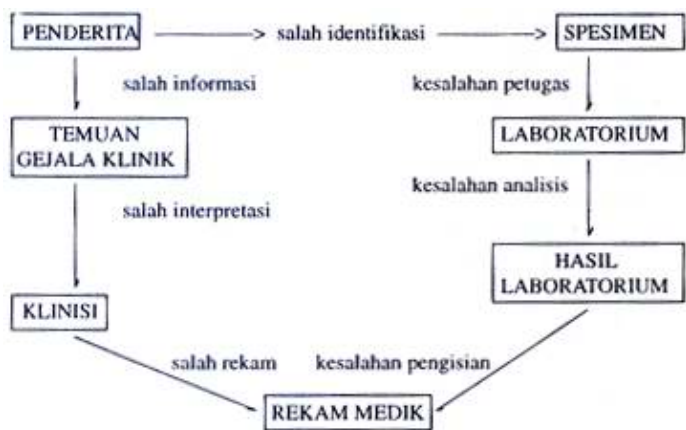 PENDERITA
salah identifikasi
SPESIMEN
salah informasi
kesalahan petugas
TEMUAN
GEJALA KLINIK
LABORATORIUM
kesalahan analisis
salah interpretasi
HASIL
LABORATORIUM
KLINISI
salah rekam
kesalahan pengisian
REKAM MEDIK